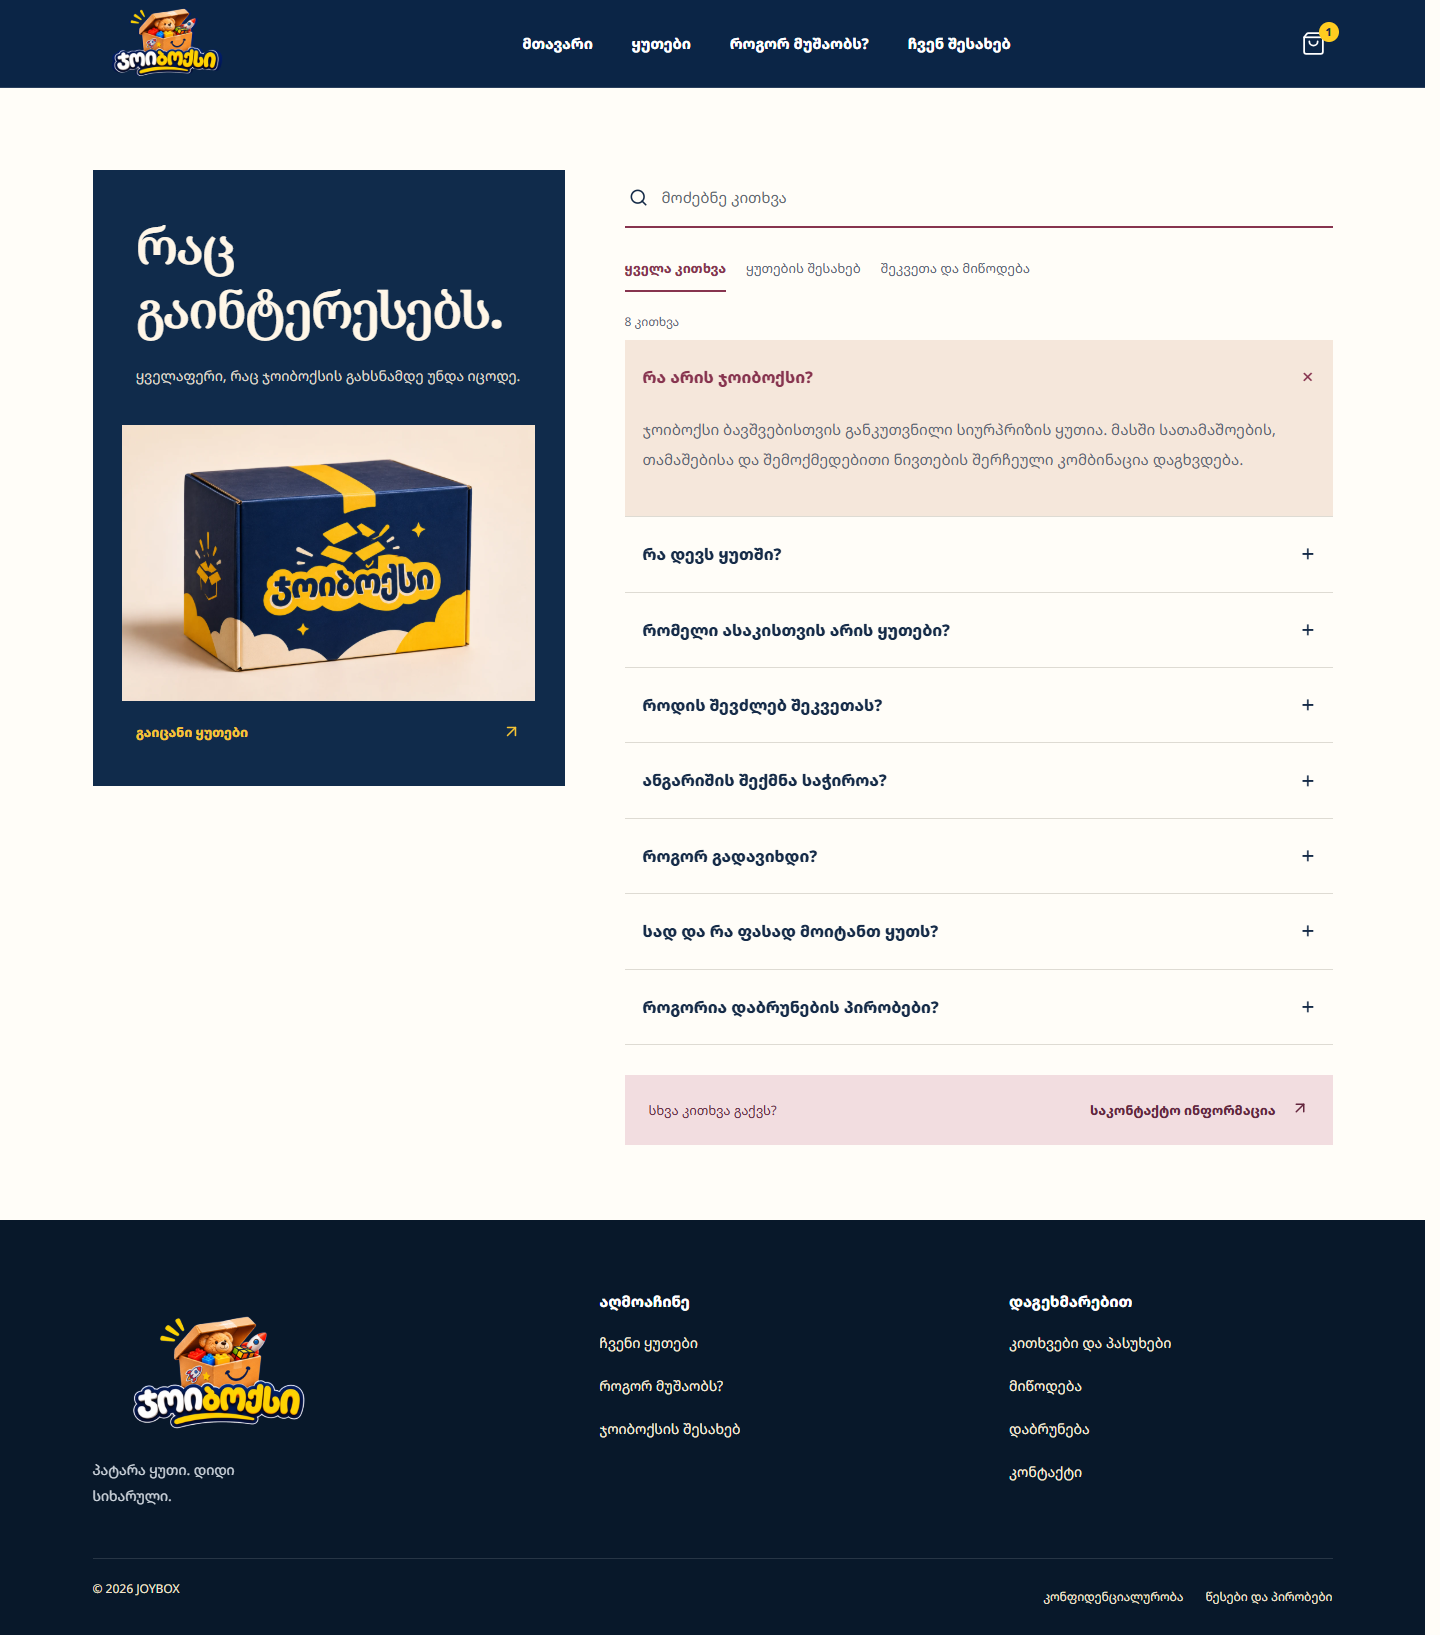 ჯოიბოქსი
მთავარი
ყუთები
როგორ მუშაობს?
ჩვენ შესახებ
1
რაც
გაინტერესებს.
ყველაფერი, რაც ჯოიბოქსის გახსნამდე უნდა იცოდე.
ჯოიბოქსი
გაიცანი ყუთები
მოძებნე კითხვა
ყველა კითხვა
ყუთების შესახებ
შეკვეთა და მიწოდება
8 კითხვა
რა არის ჯოიბოქსი?
ჯოიბოქსი ბავშვებისთვის განკუთვნილი სიურპრიზის ყუთია. მასში სათამაშოების,
თამაშებისა და შემოქმედებითი ნივთების შერჩეული კომბინაცია დაგხვდება.
რა დევს ყუთში?
რომელი ასაკისთვის არის ყუთები?
როდის შევძლებ შეკვეთას?
ანგარიშის შექმნა საჭიროა?
როგორ გადავიხდი?
სად და რა ფასად მოიტანთ ყუთს?
როგორია დაბრუნების პირობები?
სხვა კითხვა გაქვს?
საკონტაქტო ინფორმაცია
ჯოიბოქსი
პატარა ყუთი. დიდი
სიხარული.
აღმოაჩინე
ჩვენი ყუთები
როგორ მუშაობს?
ჯოიბოქსის შესახებ
დაგეხმარებით
კითხვები და პასუხები
მიწოდება
დაბრუნება
კონტაქტი
© 2026 JOYBOX
კონფიდენციალურობა
წესები და პირობები